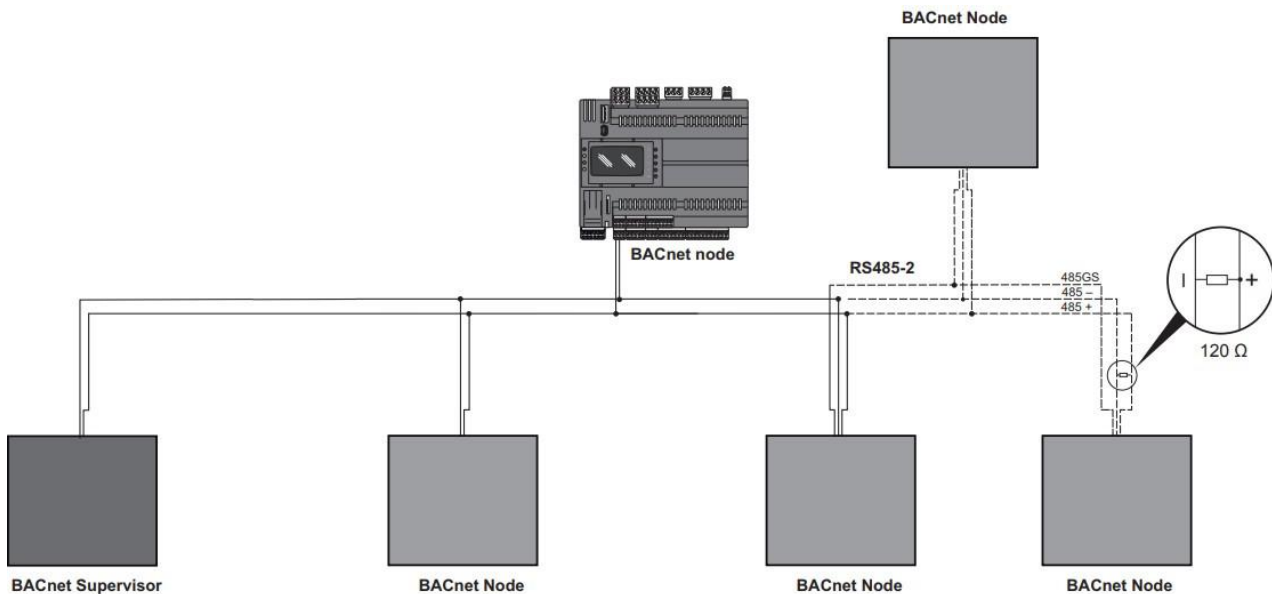 BACnet Node
BACnet node
RS485-2
485GS
485 –
485 +
– +
120 Ω
BACnet Supervisor
BACnet Node
BACnet Node
BACnet Node